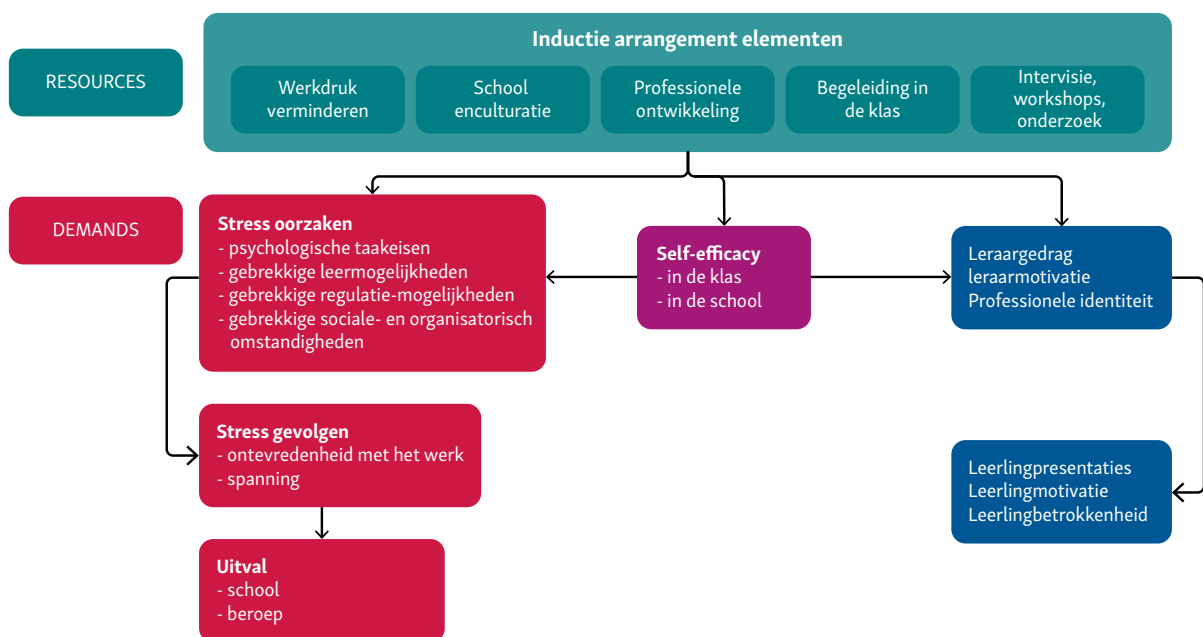 Inductie arrangement elementen
RESOURCES
Werkdruk
verminderen
School
enculturatie
Professionele
ontwikkeling
Begeleiding in
de klas
Intervisie,
workshops,
onderzoek
DEMANDS
Stress oorzaken
- psychologische taakeisen
- gebrekkige leermogelijkheden
- gebrekkige regulatie-mogelijkheden
- gebrekkige sociale- en organisatorisch
omstandigheden
Self-efficacy
- in de klas
- in de school
Leraargedrag
leraarmotivatie
Professionele identiteit
Stress gevolgen
- ontevredenheid met het werk
- spanning
Leerlingpresentaties
Leerlingmotivatie
Leerlingbetrokkenheid
Uitval
- school
- beroep